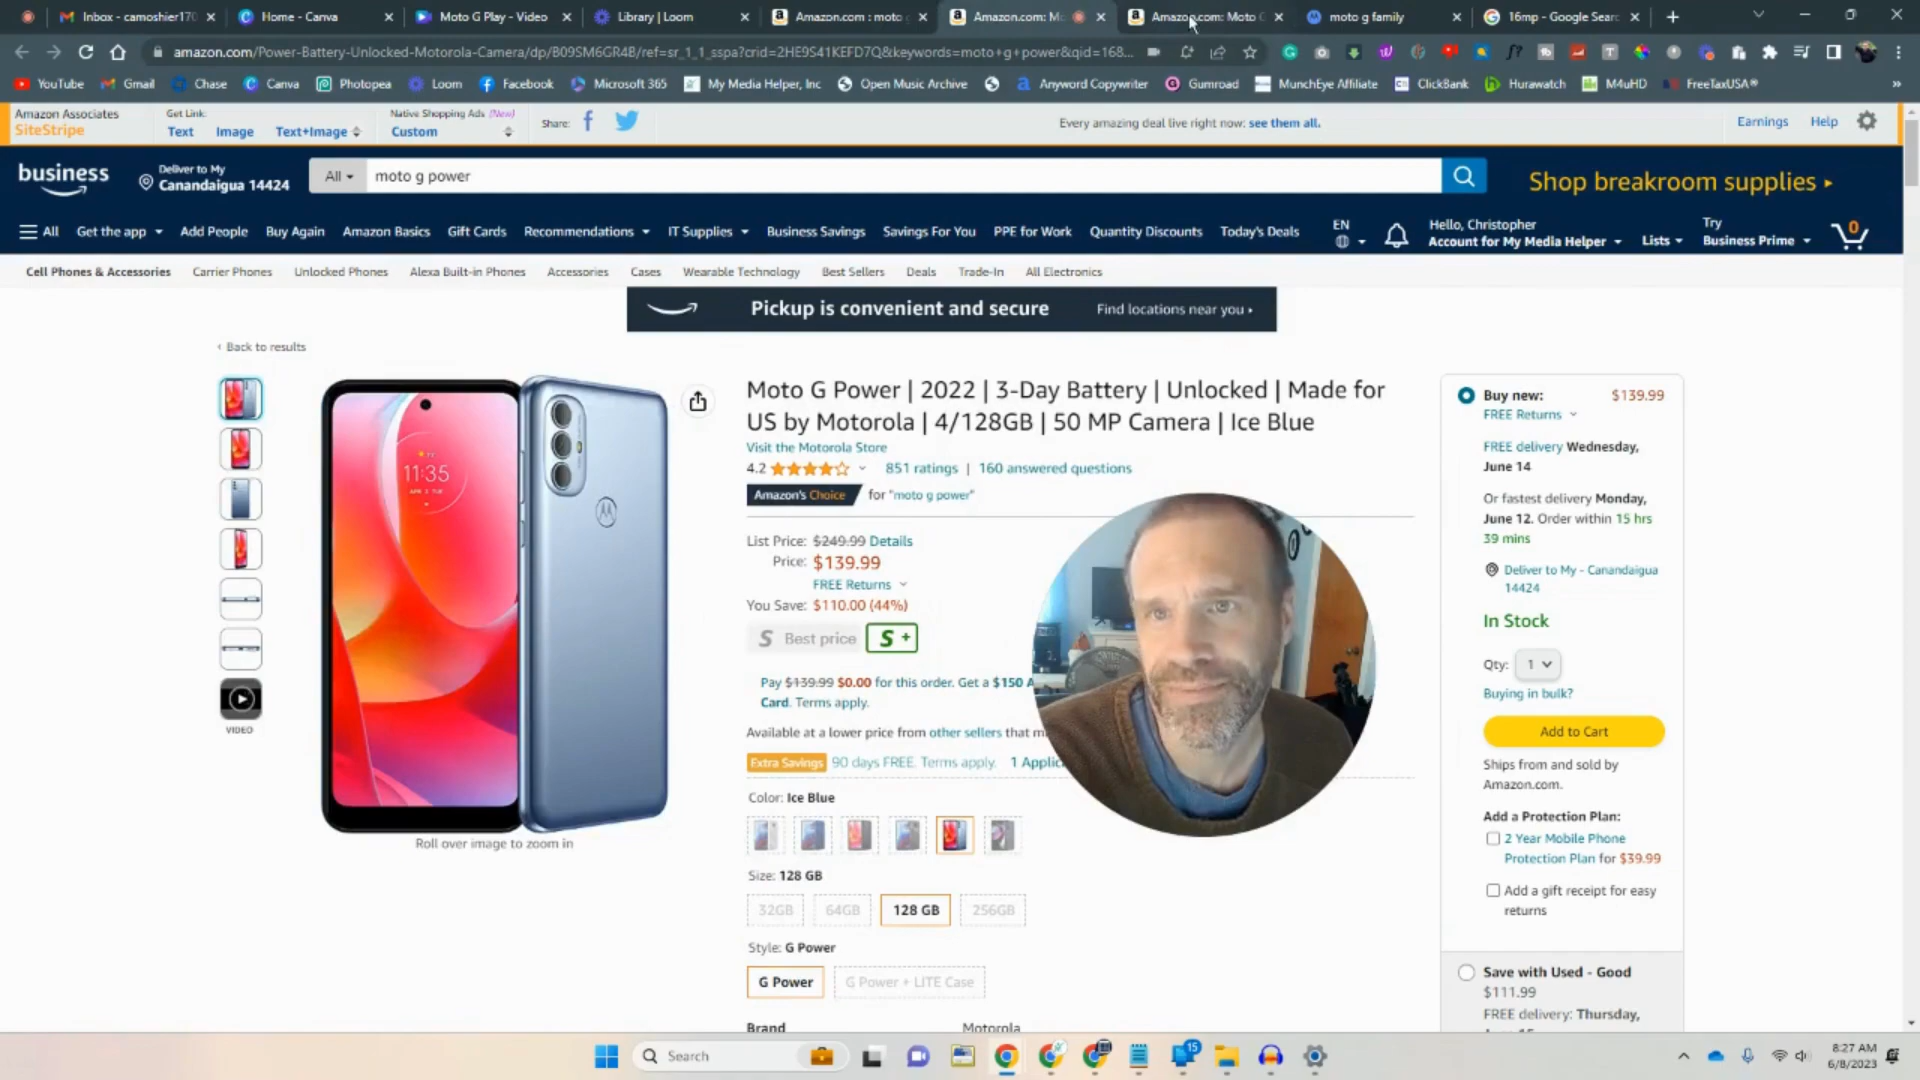 Inbox - camoshier170
Home - Canva
Moto G Play - Video
Library | Loom
Amazon.com : moto
Amazon.com: Mo
Amazon.com: Moto G
moto g family
16mp - Google Searc
amazon.com/Power-Battery-Unlocked-Motorola-Camera/dp/B09SM6GR4B/ref=sr_1_1_sspa?crid=2HE9S41KEFD7Q&keywords=moto+g+power&qid=168...
YouTube
Gmail
Chase
Canva
Photopea
Loom
Facebook
Microsoft 365
My Media Helper, Inc
Open Music Archive
Anyword Copywriter
Gumroad
MunchEye Affiliate
ClickBank
Hurawatch
M4uHD
FreeTaxUSA®
»
Amazon Associates
SiteStripe
Get Link:
Text Image Text+Image
Native Shopping Ads (New)
Custom
Share:
Every amazing deal live right now: see them all.
Earnings Help
business
Deliver to My
Canandaigua 14424
All
moto g power
Shop breakroom supplies
All
Get the app
Add People
Buy Again
Amazon Basics
Gift Cards
Recommendations
IT Supplies
Business Savings
Savings For You
PPE for Work
Quantity Discounts
Today's Deals
EN
Hello, Christopher
Account for My Media Helper
Lists
Try
Business Prime
0
Cell Phones & Accessories
Carrier Phones
Unlocked Phones
Alexa Built-in Phones
Accessories
Cases
Wearable Technology
Best Sellers
Deals
Trade-In
All Electronics
Pickup is convenient and secure
Find locations near you
‹ Back to results
11:35
VIDEO
Roll over image to zoom in
Moto G Power | 2022 | 3-Day Battery | Unlocked | Made for
US by Motorola | 4/128GB | 50 MP Camera | Ice Blue
Visit the Motorola Store
4.2
851 ratings | 160 answered questions
Amazon's Choice for "moto g power"
List Price: $249.99 Details
Price: $139.99
FREE Returns
You Save: $110.00 (44%)
S Best price S +
Pay $139.99 $0.00 for this order. Get a $150 A
Card. Terms apply.
Available at a lower price from other sellers that m
Extra Savings 90 days FREE. Terms apply. 1 Applic
Color: Ice Blue
Size: 128 GB
32GB
64GB
128 GB
256GB
Style: G Power
G Power
G Power + LITE Case
Brand Motorola
Buy new: $139.99
FREE Returns
FREE delivery Wednesday,
June 14
Or fastest delivery Monday,
June 12. Order within 15 hrs
39 mins
Deliver to My - Canandaigua
14424
In Stock
Qty: 1
Buying in bulk?
Add to Cart
Ships from and sold by
Amazon.com.
Add a Protection Plan:
2 Year Mobile Phone
Protection Plan for $39.99
Add a gift receipt for easy
returns
Save with Used - Good
$111.99
FREE delivery: Thursday,
Search
15
8:27 AM
6/8/2023